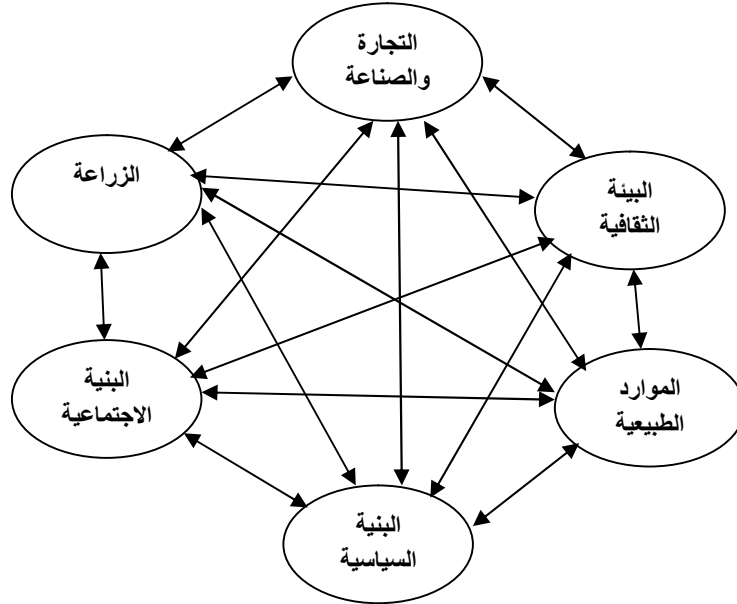 التجارة
والصناعة
الزراعة
البيئة
الثقافية
البنية
الاجتماعية
الموارد
الطبيعية
البنية
السياسية